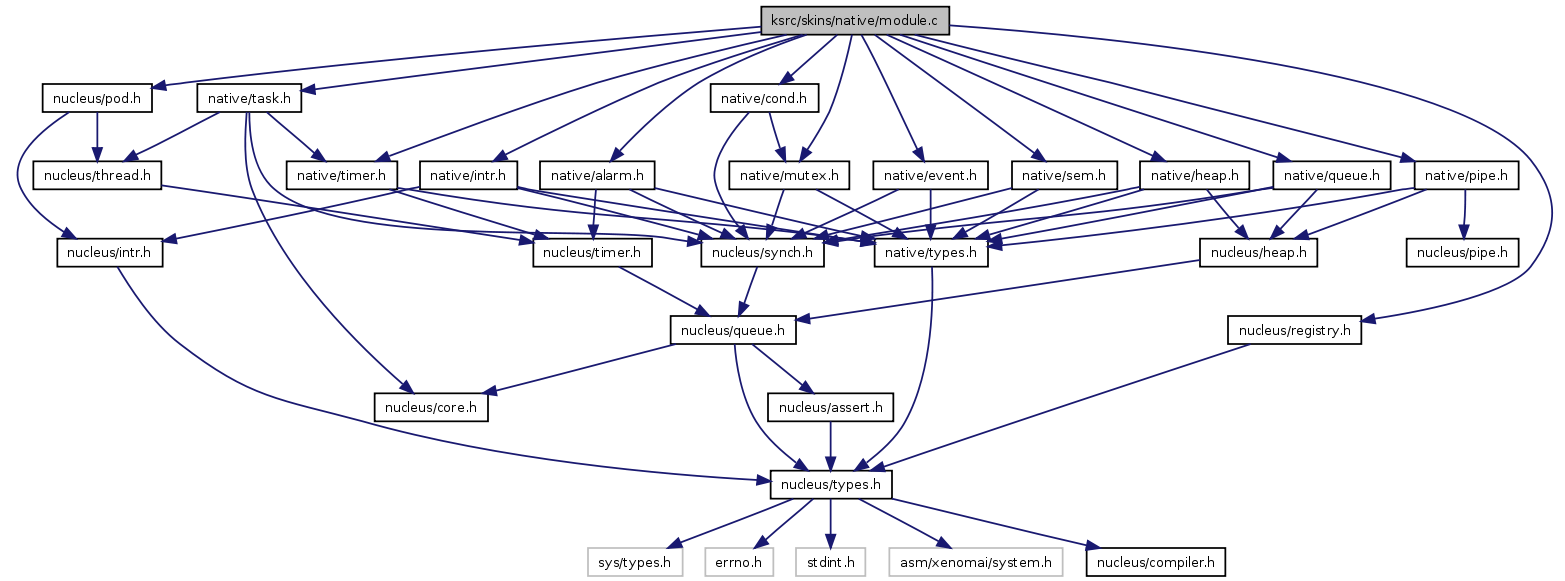 ksrc/skins/native/module.c
nucleus/pod.h
native/task.h
native/cond.h
nucleus/thread.h
native/timer.h
native/intr.h
native/alarm.h
native/mutex.h
native/event.h
native/sem.h
native/heap.h
native/queue.h
native/pipe.h
nucleus/intr.h
nucleus/timer.h
nucleus/synch.h
native/types.h
nucleus/heap.h
nucleus/pipe.h
nucleus/queue.h
nucleus/registry.h
nucleus/core.h
nucleus/assert.h
nucleus/types.h
sys/types.h
errno.h
stdint.h
asm/xenomai/system.h
nucleus/compiler.h